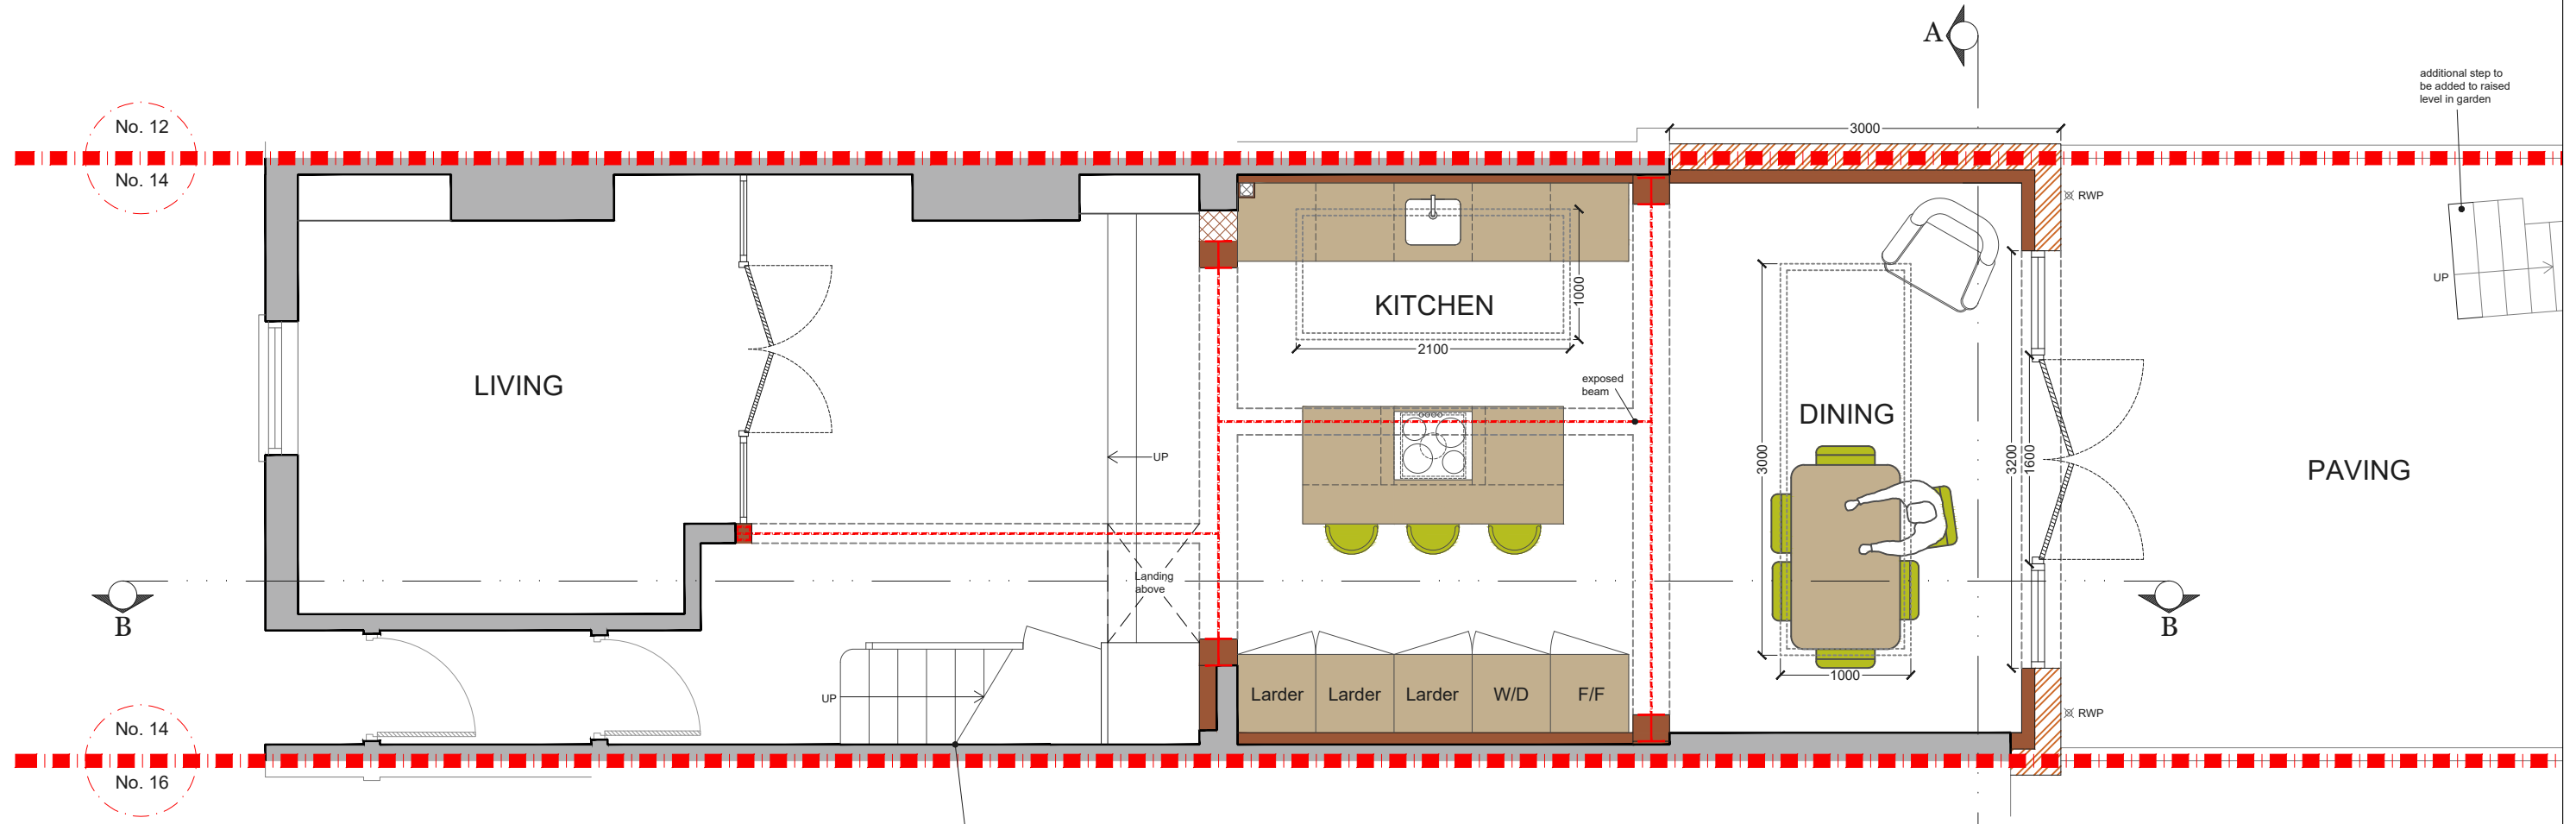 A
additional step to
be added to raised
level in garden
No. 12
3000
No. 14
RWP
UP
1000
KITCHEN
2100
exposed
beam
LIVING
DINING
UP
3000
3200
1600
PAVING
Landing
above
B
B
UP
Larder
Larder
Larder
W/D
F/F
1000
RWP
No. 14
No. 16